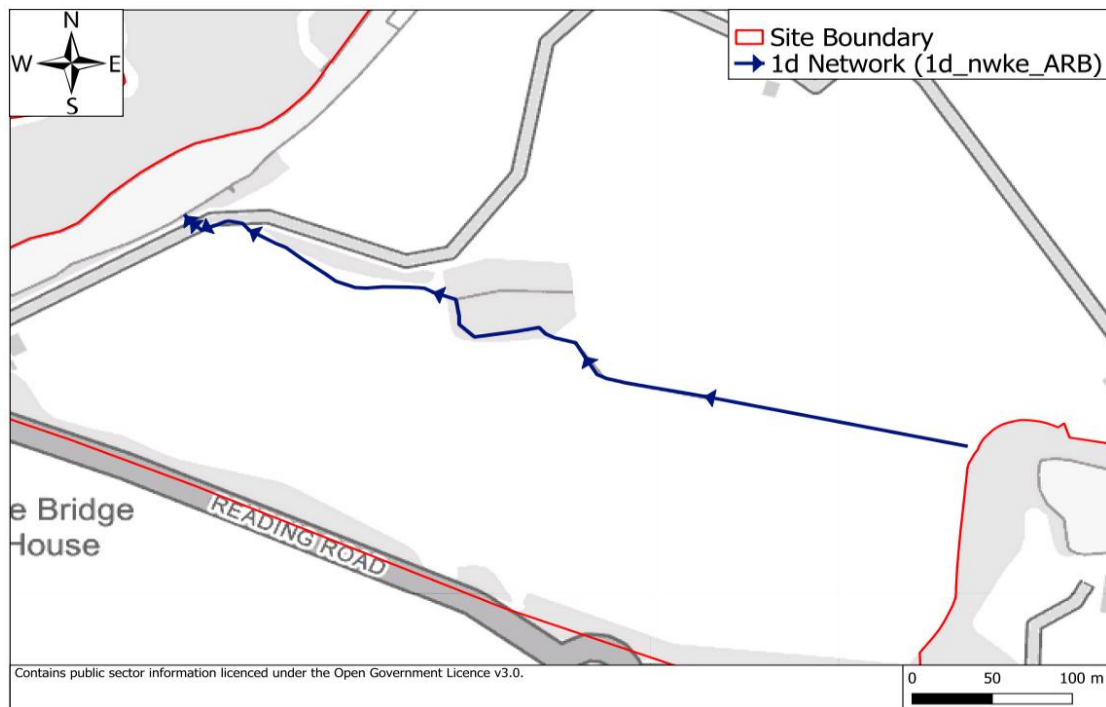 N
W E
S
Site Boundary
1d Network (1d_nwke_ARB)
e Bridge
House
READING ROAD
Contains public sector information licenced under the Open Government Licence v3.0.
0 50 100 m